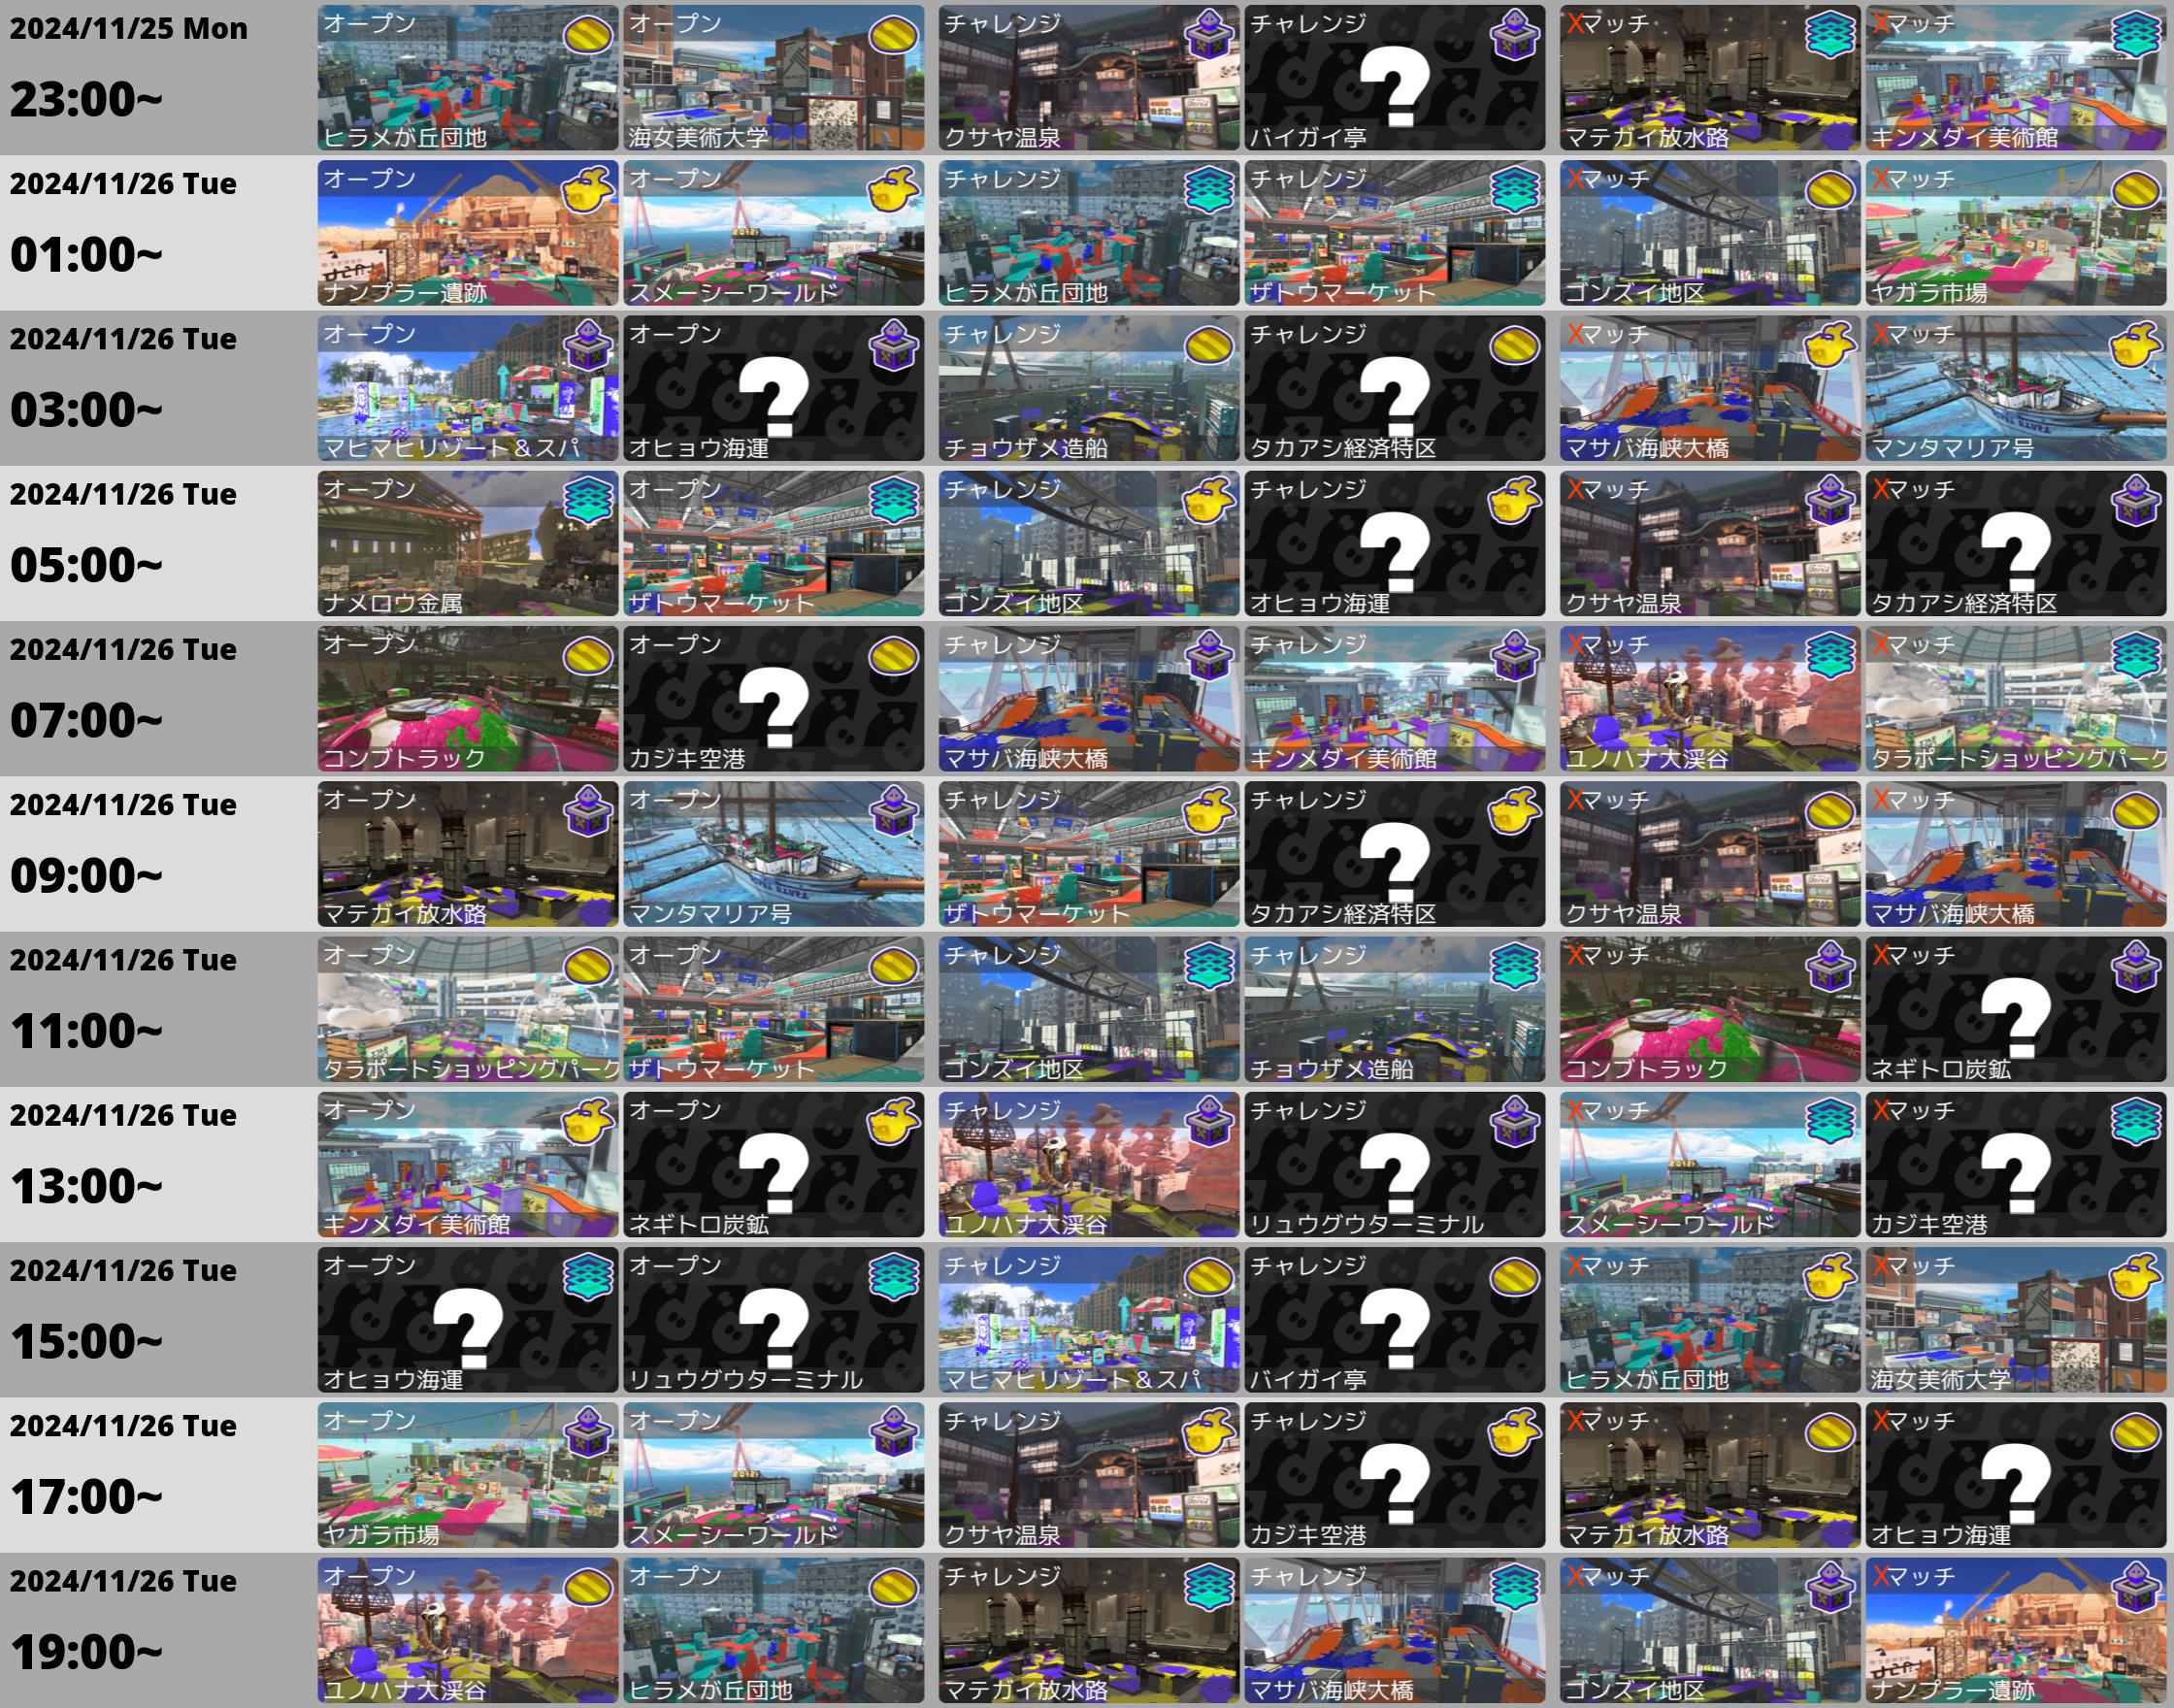 2024/11/25 Mon
23:00~
オープン
ヒラメが丘団地
オープン
海女美術大学
チャレンジ
クサヤ温泉
チャレンジ
バイガイ亭
Xマッチ
マテガイ放水路
Xマッチ
キンメダイ美術館
2024/11/26 Tue
01:00~
オープン
ナンプラー遺跡
オープン
スメーシーワールド
チャレンジ
ヒラメが丘団地
チャレンジ
ザトウマーケット
Xマッチ
ゴンズイ地区
Xマッチ
ヤガラ市場
2024/11/26 Tue
03:00~
オープン
マヒマヒリゾート＆スパ
オープン
オヒョウ海運
チャレンジ
チョウザメ造船
チャレンジ
タカアシ経済特区
Xマッチ
マサバ海峡大橋
Xマッチ
マンタマリア号
2024/11/26 Tue
05:00~
オープン
ナメロウ金属
オープン
ザトウマーケット
チャレンジ
ゴンズイ地区
チャレンジ
オヒョウ海運
Xマッチ
クサヤ温泉
Xマッチ
タカアシ経済特区
2024/11/26 Tue
07:00~
オープン
コンブトラック
オープン
カジキ空港
チャレンジ
マサバ海峡大橋
チャレンジ
キンメダイ美術館
Xマッチ
ユノハナ大渓谷
Xマッチ
タラポートショッピングパーク
2024/11/26 Tue
09:00~
オープン
マテガイ放水路
オープン
マンタマリア号
チャレンジ
ザトウマーケット
チャレンジ
タカアシ経済特区
Xマッチ
クサヤ温泉
Xマッチ
マサバ海峡大橋
2024/11/26 Tue
11:00~
オープン
タラポートショッピングパーク
オープン
ザトウマーケット
チャレンジ
ゴンズイ地区
チャレンジ
チョウザメ造船
Xマッチ
コンブトラック
Xマッチ
ネギトロ炭鉱
2024/11/26 Tue
13:00~
オープン
キンメダイ美術館
オープン
ネギトロ炭鉱
チャレンジ
ユノハナ大渓谷
チャレンジ
リュウグウターミナル
Xマッチ
スメーシーワールド
Xマッチ
カジキ空港
2024/11/26 Tue
15:00~
オープン
オヒョウ海運
オープン
リュウグウターミナル
チャレンジ
マヒマヒリゾート＆スパ
チャレンジ
バイガイ亭
Xマッチ
ヒラメが丘団地
Xマッチ
海女美術大学
2024/11/26 Tue
17:00~
オープン
ヤガラ市場
オープン
スメーシーワールド
チャレンジ
クサヤ温泉
チャレンジ
カジキ空港
Xマッチ
マテガイ放水路
Xマッチ
オヒョウ海運
2024/11/26 Tue
19:00~
オープン
ユノハナ大渓谷
オープン
ヒラメが丘団地
チャレンジ
マテガイ放水路
チャレンジ
マサバ海峡大橋
Xマッチ
ゴンズイ地区
Xマッチ
ナンプラー遺跡